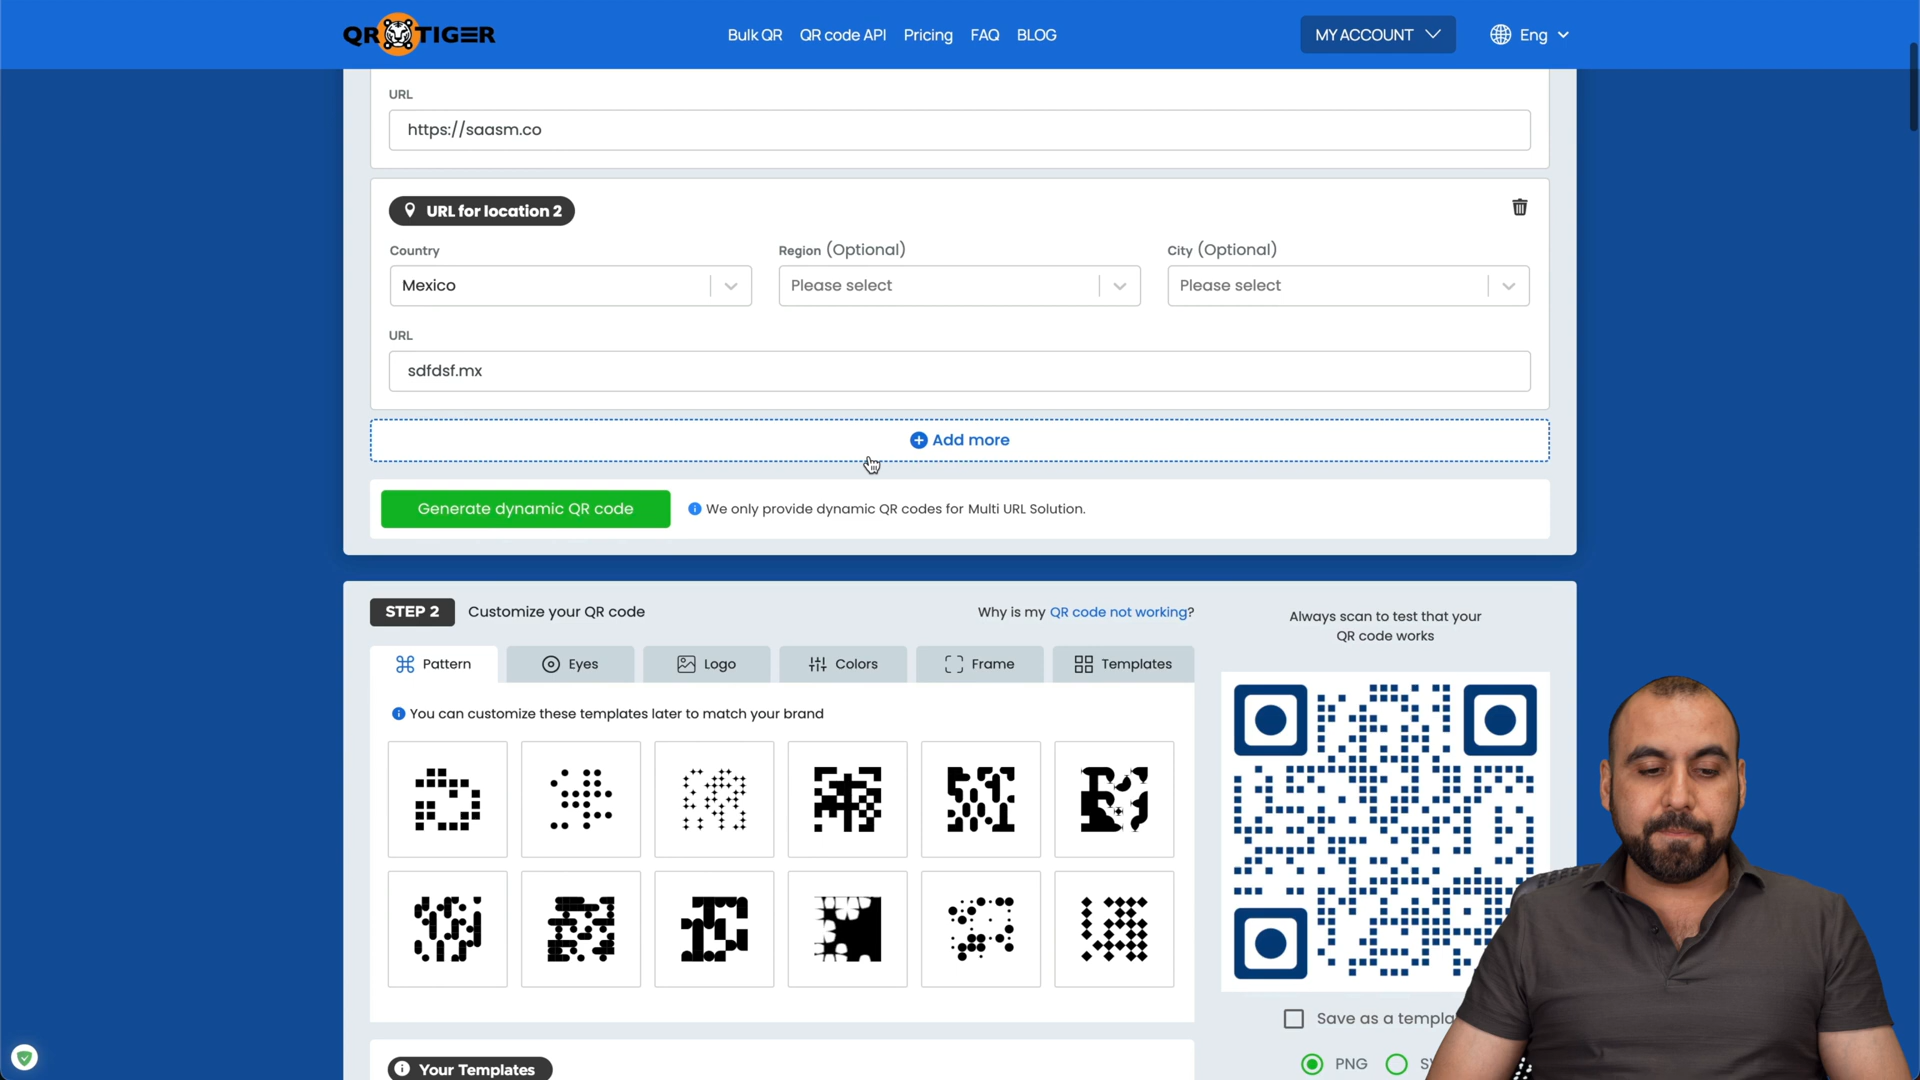 QR TIGER
Bulk QR QR code API Pricing FAQ BLOG
MY ACCOUNT
Eng
URL
https://saasm.co
URL for location 2
Country
Region (Optional)
City (Optional)
Mexico
Please select
Please select
URL
sdfdsf.mx
Add more
Generate dynamic QR code
We only provide dynamic QR codes for Multi URL Solution.
STEP 2 Customize your QR code
Why is my QR code not working?
Always scan to test that your
QR code works
Pattern Eyes Logo Colors Frame Templates
You can customize these templates later to match your brand
Save as a templa
PNG
Your Templates